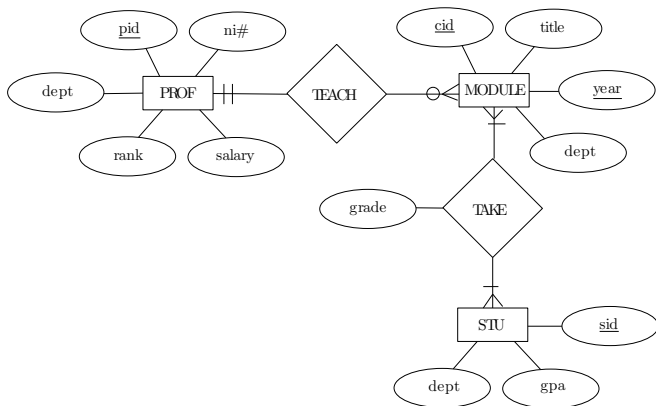 pid
ni#
cid
title
dept
PROF
TEACH
MODULE
year
rank
salary
dept
grade
TAKE
STU
sid
dept
gpa